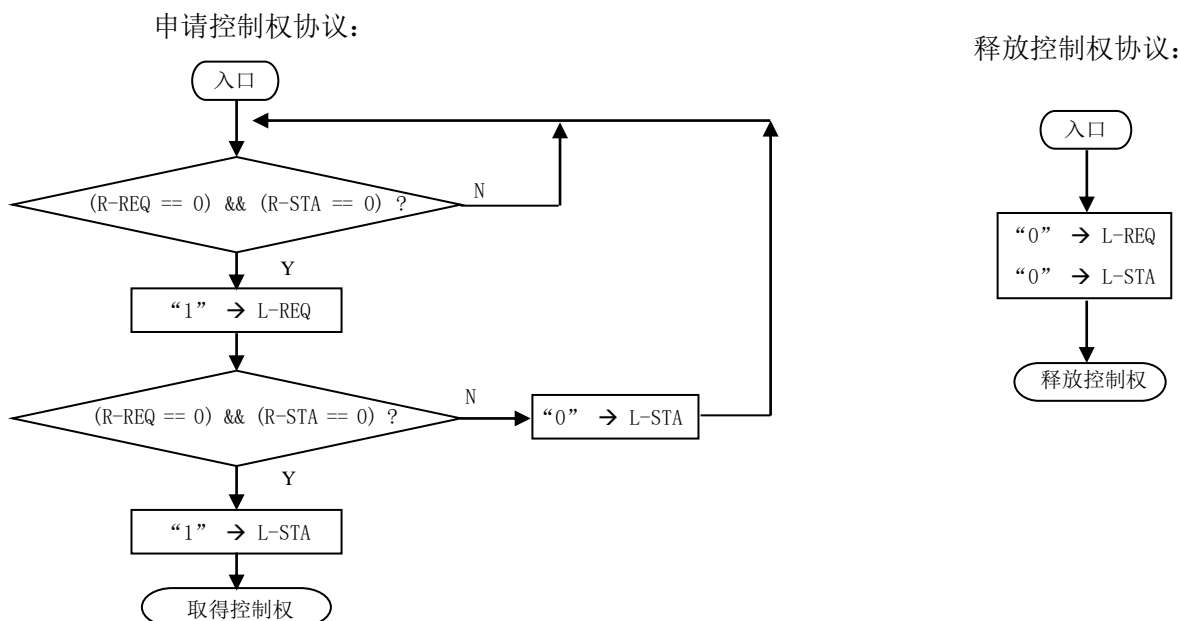 申请控制权协议：
入口
(R-REQ == 0) && (R-STA == 0) ?
N
Y
“1” → L-REQ
(R-REQ == 0) && (R-STA == 0) ?
N
“0” → L-STA
Y
“1” → L-STA
取得控制权
释放控制权协议：
入口
“0” → L-REQ
“0” → L-STA
释放控制权